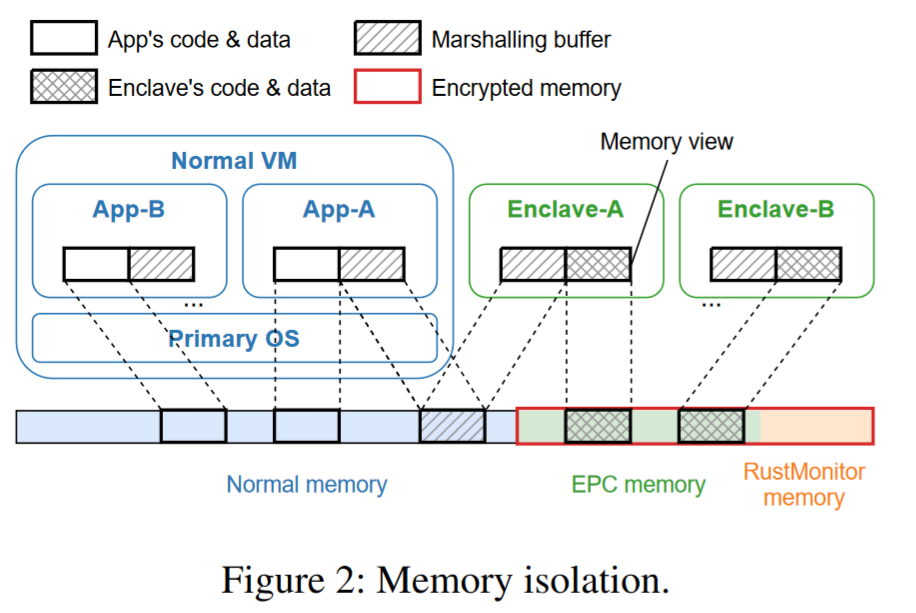 App's code & data
Marshalling buffer
Enclave's code & data
Encrypted memory
Memory view
Normal VM
App-B
App-A
Enclave-A
Enclave-B
...
...
Primary OS
Normal memory
EPC memory
RustMonitor
memory
Figure 2: Memory isolation.